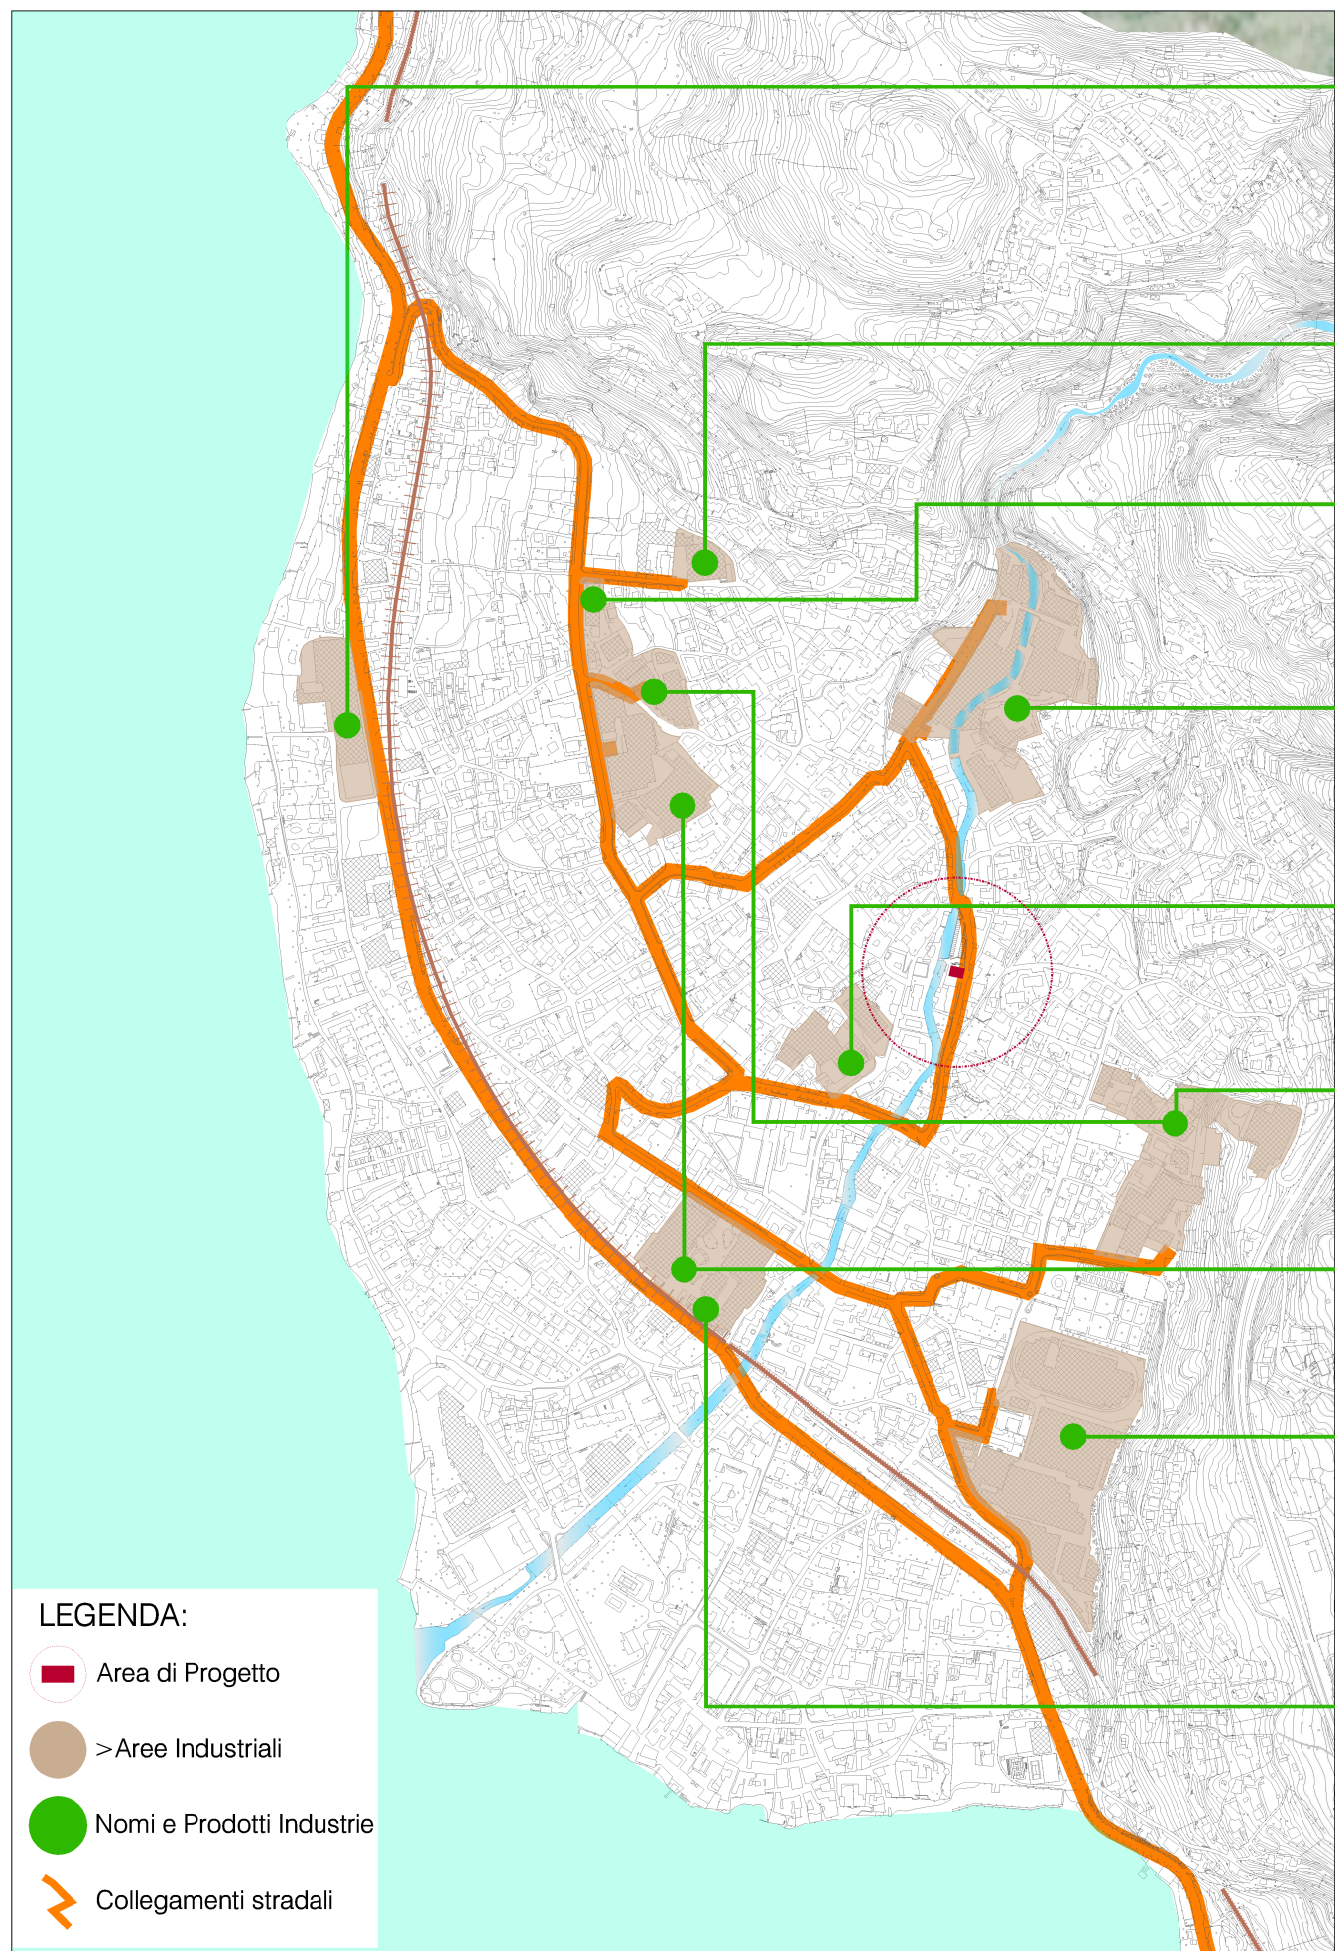 LEGENDA:
Area di Progetto
>Aree Industriali
Nomi e Prodotti Industrie
Collegamenti stradali